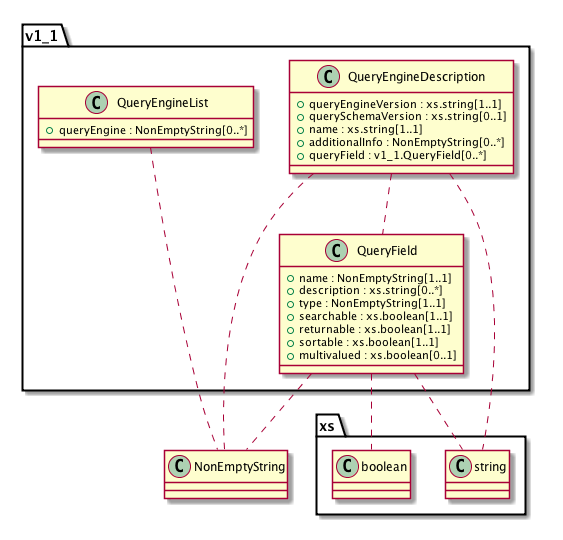 v1_1
C QueryEngineList
queryEngine : NonEmptyString[0..*]
C QueryEngineDescription
queryEngineVersion : xs.string[1..1]
querySchemaVersion : xs.string[0..1]
name : xs.string[1..1]
additionalInfo : NonEmptyString[0..*]
queryField : v1_1.QueryField[0..*]
C QueryField
name : NonEmptyString[1..1]
description : xs.string[0..*]
type : NonEmptyString[1..1]
searchable : xs.boolean[1..1]
returnable : xs.boolean[1..1]
sortable : xs.boolean[1..1]
multivalued : xs.boolean[0..1]
C NonEmptyString
xs
C boolean
C string